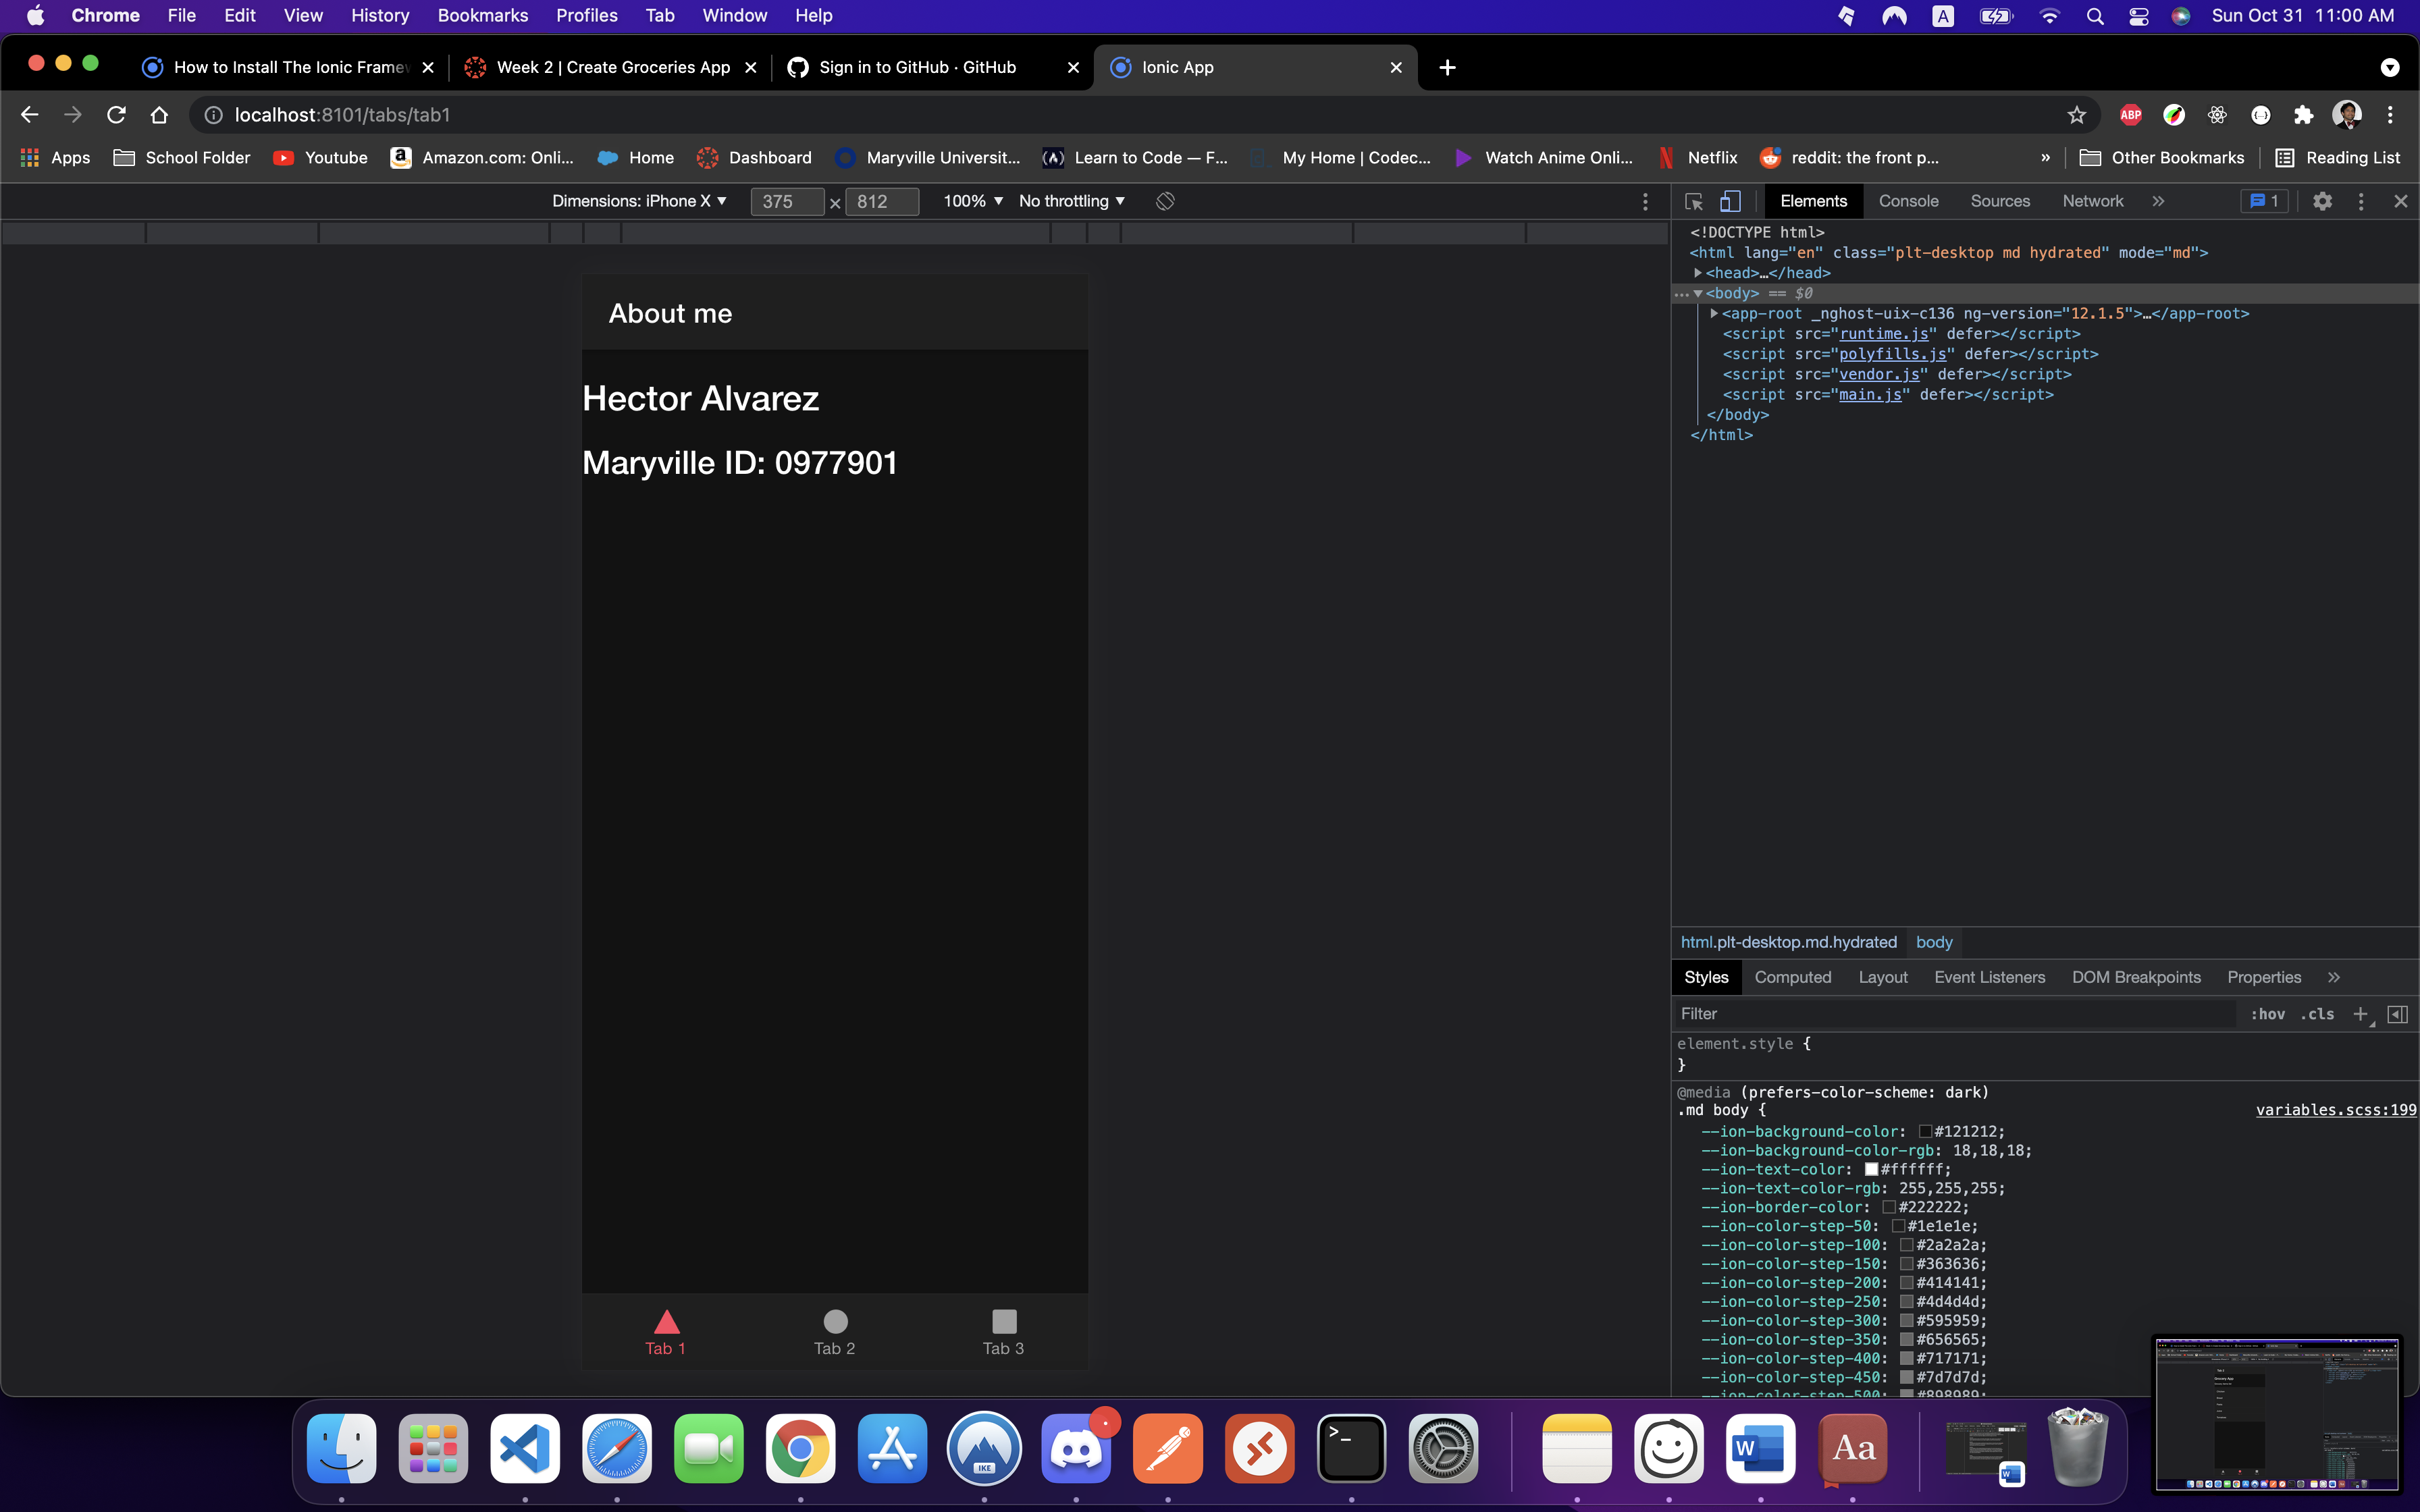 Chrome File Edit View History Bookmarks Profiles Tab Window Help A Sun Oct 31 11:00 AM
How to Install The Ionic Framew Week 2 | Create Groceries App Sign in to GitHub · GitHub Ionic App
localhost:8101/tabs/tab1 ABP
Apps School Folder Youtube Amazon.com: Onli... Home Dashboard Maryville Universit... Learn to Code — F... My Home | Codec... Watch Anime Onli... Netflix reddit: the front p... » Other Bookmarks Reading List
Dimensions: iPhone X ▼ 375 × 812 100% ▼ No throttling ▼
Elements Console Sources Network » 1
<!DOCTYPE html>
<html lang="en" class="plt-desktop md hydrated" mode="md">
<head>…</head>
<body> == $0
<app-root _nghost-uix-c136 ng-version="12.1.5">…</app-root>
<script src="runtime.js" defer></script>
<script src="polyfills.js" defer></script>
<script src="vendor.js" defer></script>
<script src="main.js" defer></script>
</body>
</html>
About me
Hector Alvarez
Maryville ID: 0977901
Tab 1 Tab 2 Tab 3
html.plt-desktop.md.hydrated body
Styles Computed Layout Event Listeners DOM Breakpoints Properties »
Filter :hov .cls +
element.style {
}
@media (prefers-color-scheme: dark)
.md body { variables.scss:199
--ion-background-color: #121212;
--ion-background-color-rgb: 18,18,18;
--ion-text-color: #ffffff;
--ion-text-color-rgb: 255,255,255;
--ion-border-color: #222222;
--ion-color-step-50: #1e1e1e;
--ion-color-step-100: #2a2a2a;
--ion-color-step-150: #363636;
--ion-color-step-200: #414141;
--ion-color-step-250: #4d4d4d;
--ion-color-step-300: #595959;
--ion-color-step-350: #656565;
--ion-color-step-400: #717171;
--ion-color-step-450: #7d7d7d;
--ion-color-step-500: #898989;
IKE >_ W Aa W